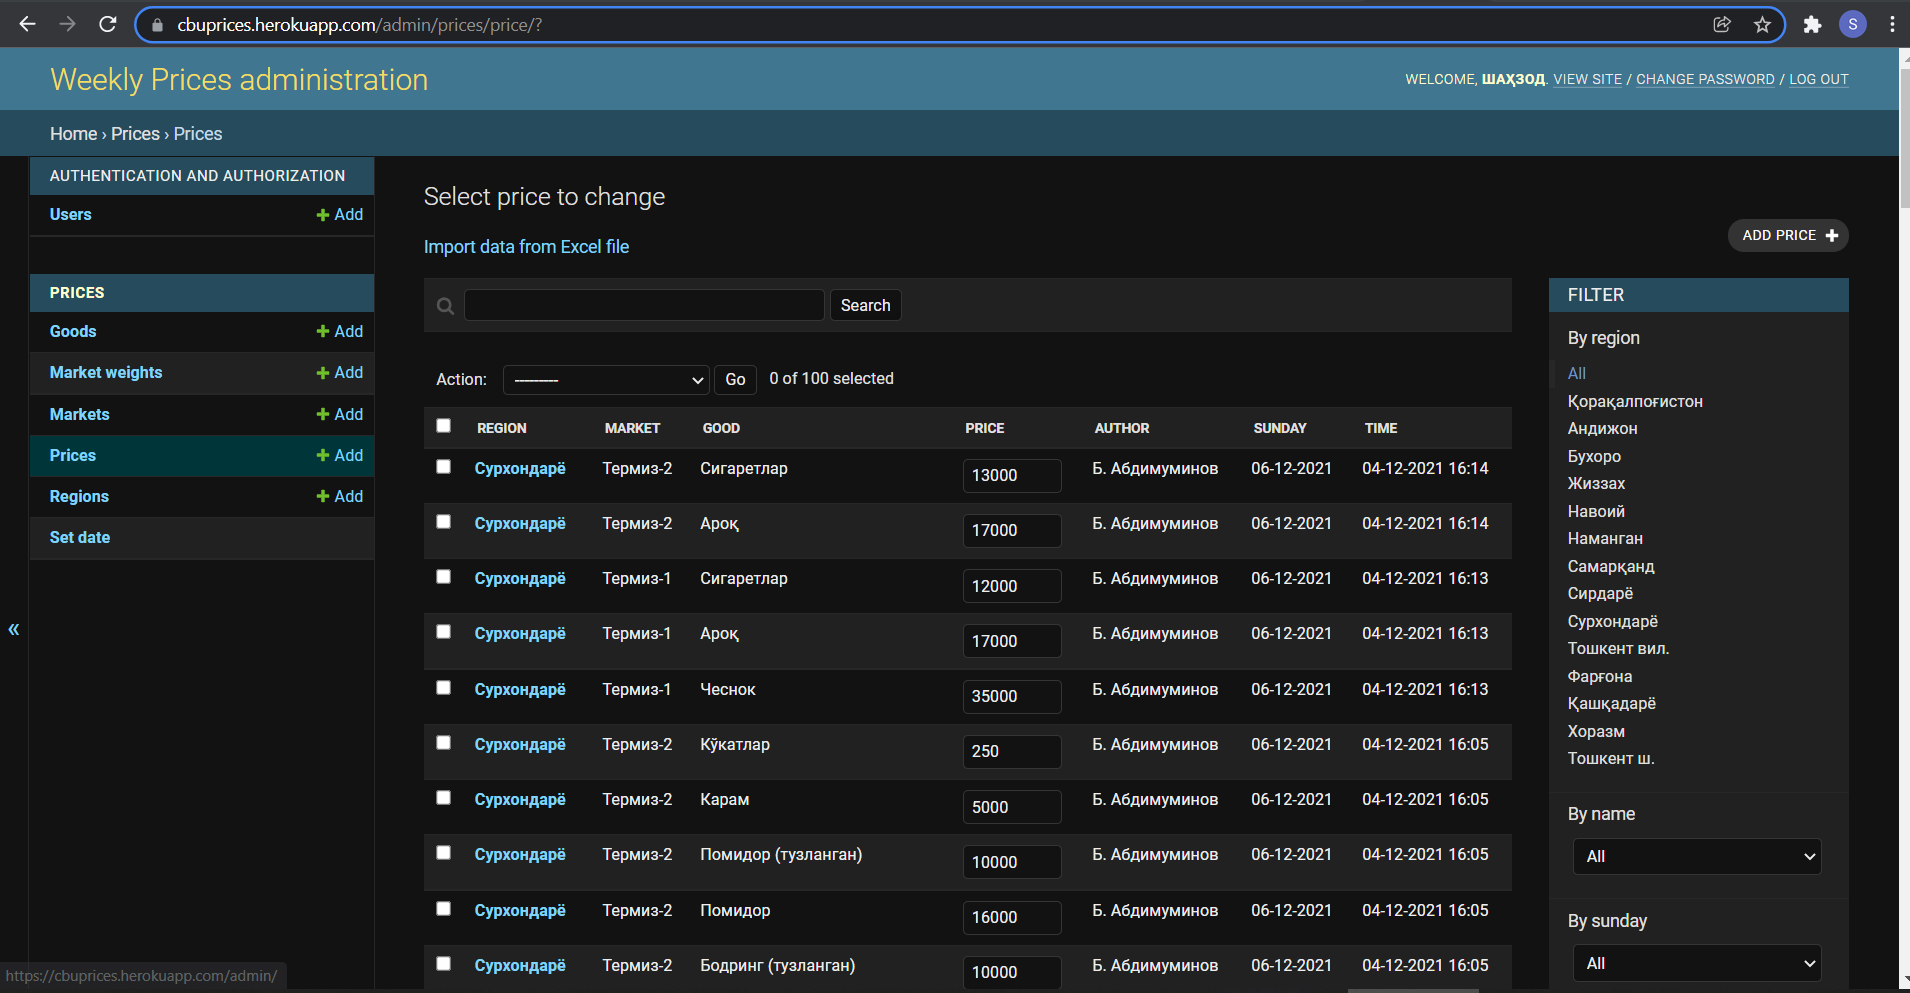 cbuprices.herokuapp.com/admin/prices/price/?
S
Weekly Prices administration
WELCOME, ШАҲЗОД. VIEW SITE / CHANGE PASSWORD / LOG OUT
Home › Prices › Prices
AUTHENTICATION AND AUTHORIZATION
Users Add
PRICES
Goods Add
Market weights Add
Markets Add
Prices Add
Regions Add
Set date
«
Select price to change
Import data from Excel file
ADD PRICE
Search
Action: --------- Go 0 of 100 selected
REGION MARKET GOOD PRICE AUTHOR SUNDAY TIME
Сурхондарё Термиз-2 Сигаретлар 13000 Б. Абдимуминов 06-12-2021 04-12-2021 16:14
Сурхондарё Термиз-2 Ароқ 17000 Б. Абдимуминов 06-12-2021 04-12-2021 16:14
Сурхондарё Термиз-1 Сигаретлар 12000 Б. Абдимуминов 06-12-2021 04-12-2021 16:13
Сурхондарё Термиз-1 Ароқ 17000 Б. Абдимуминов 06-12-2021 04-12-2021 16:13
Сурхондарё Термиз-1 Чеснок 35000 Б. Абдимуминов 06-12-2021 04-12-2021 16:13
Сурхондарё Термиз-2 Кўкатлар 250 Б. Абдимуминов 06-12-2021 04-12-2021 16:05
Сурхондарё Термиз-2 Карам 5000 Б. Абдимуминов 06-12-2021 04-12-2021 16:05
Сурхондарё Термиз-2 Помидор (тузланган) 10000 Б. Абдимуминов 06-12-2021 04-12-2021 16:05
Сурхондарё Термиз-2 Помидор 16000 Б. Абдимуминов 06-12-2021 04-12-2021 16:05
Сурхондарё Термиз-2 Бодринг (тузланган) 10000 Б. Абдимуминов 06-12-2021 04-12-2021 16:05
FILTER
By region
All
Қорақалпоғистон
Андижон
Бухоро
Жиззах
Навоий
Наманган
Самарқанд
Сирдарё
Сурхондарё
Тошкент вил.
Фарғона
Қашқадарё
Хоразм
Тошкент ш.
By name
All
By sunday
All
https://cbuprices.herokuapp.com/admin/